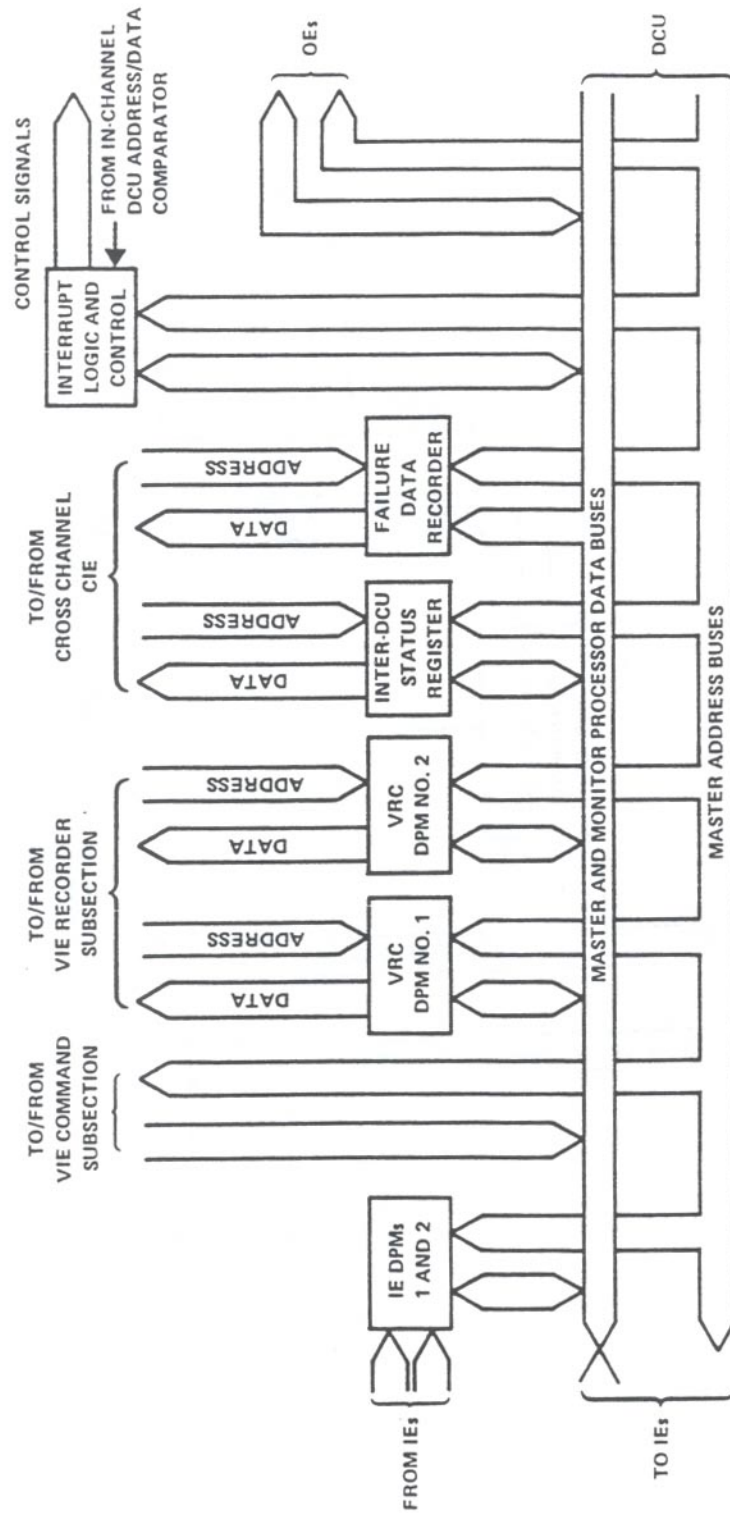 CONTROL SIGNALS
INTERRUPT
LOGIC AND
CONTROL
FROM IN-CHANNEL
DCU ADDRESS/DATA
COMPARATOR
OEs
DCU
TO/FROM
CROSS CHANNEL
CIE
DATA
ADDRESS
DATA
ADDRESS
INTER-DCU
STATUS
REGISTER
FAILURE
DATA
RECORDER
TO/FROM
VIE RECORDER
SUBSECTION
DATA
ADDRESS
DATA
ADDRESS
VRC
DPM NO. 1
VRC
DPM NO. 2
TO/FROM
VIE COMMAND
SUBSECTION
IE DPMs
1 AND 2
FROM IEs
TO IEs
MASTER AND MONITOR PROCESSOR DATA BUSES
MASTER ADDRESS BUSES